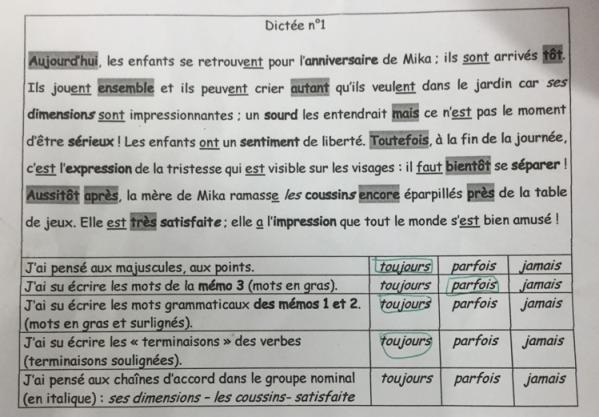 Dictée n°1
Aujourd'hui, les enfants se retrouvent pour l'anniversaire de Mika ; ils sont arrivés tôt.
Ils jouent ensemble et ils peuvent crier autant qu'ils veulent dans le jardin car ses
dimensions sont impressionnantes ; un sourd les entendrait mais ce n'est pas le moment
d'être sérieux ! Les enfants ont un sentiment de liberté. Toutefois, à la fin de la journée,
c'est l'expression de la tristesse qui est visible sur les visages : il faut bientôt se séparer !
Aussitôt après, la mère de Mika ramasse les coussins encore éparpillés près de la table
de jeux. Elle est très satisfaite ; elle a l'impression que tout le monde s'est bien amusé !
J'ai pensé aux majuscules, aux points. toujours parfois jamais
J'ai su écrire les mots de la mémo 3 (mots en gras). toujours parfois jamais
J'ai su écrire les mots grammaticaux des mémos 1 et 2. toujours parfois jamais
(mots en gras et surlignés).
J'ai su écrire les « terminaisons » des verbes toujours parfois jamais
(terminaisons soulignées).
J'ai pensé aux chaînes d'accord dans le groupe nominal toujours parfois jamais
(en italique) : ses dimensions – les coussins- satisfaite